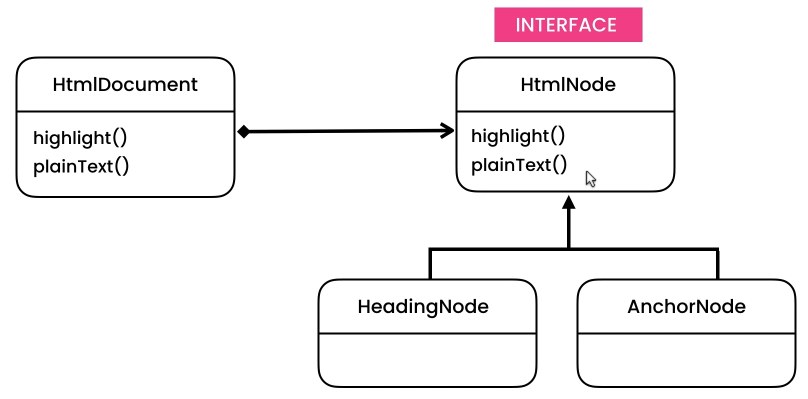 INTERFACE
HtmlDocument
highlight()
plainText()
HtmlNode
highlight()
plainText()
HeadingNode
AnchorNode